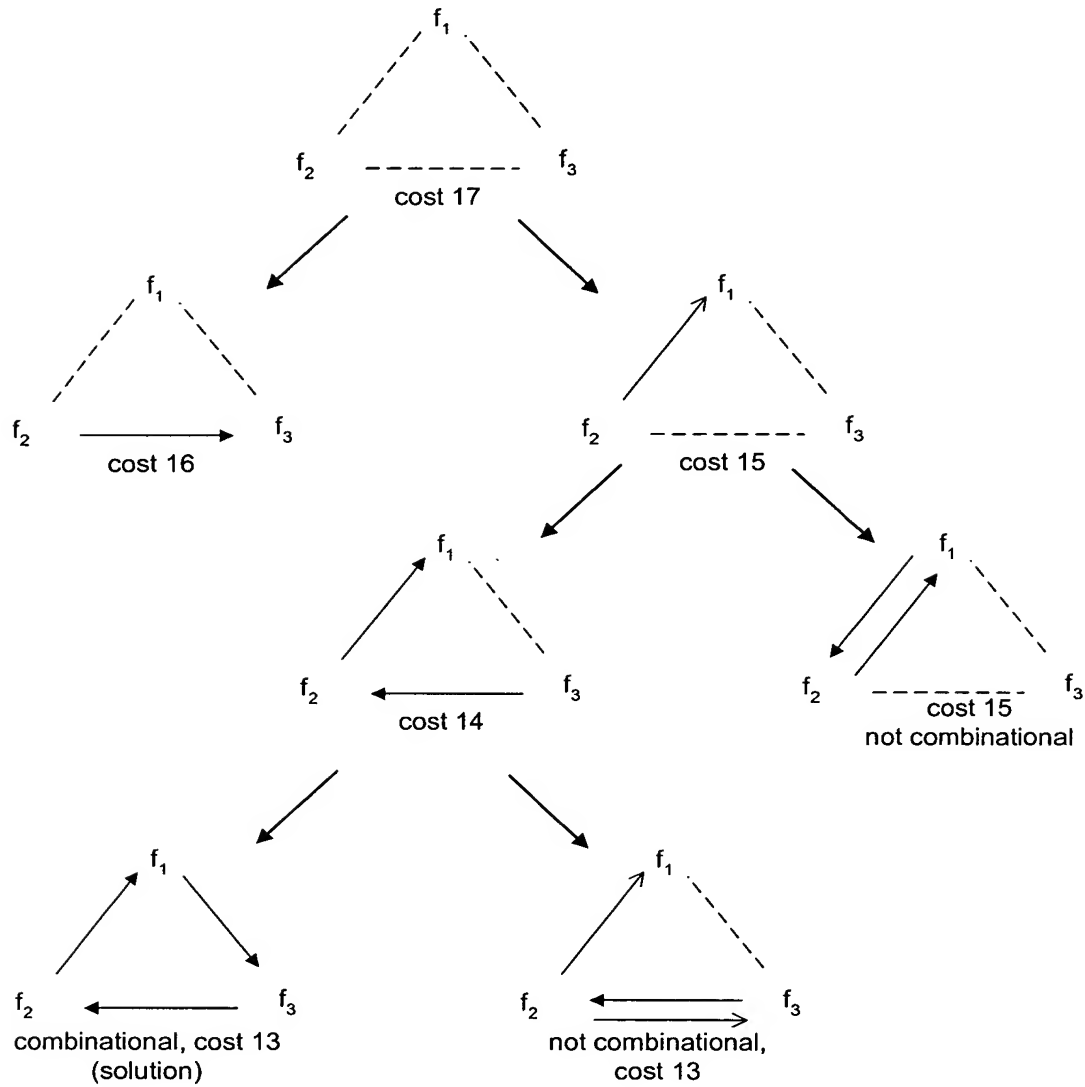 f₁
f₂
f₃
cost 17
f₁
f₂
f₃
cost 16
f₁
f₂
f₃
cost 15
f₁
f₂
f₃
cost 14
f₁
f₂
f₃
cost 15
not combinational
f₁
f₂
f₃
combinational, cost 13
(solution)
f₁
f₂
f₃
not combinational,
cost 13